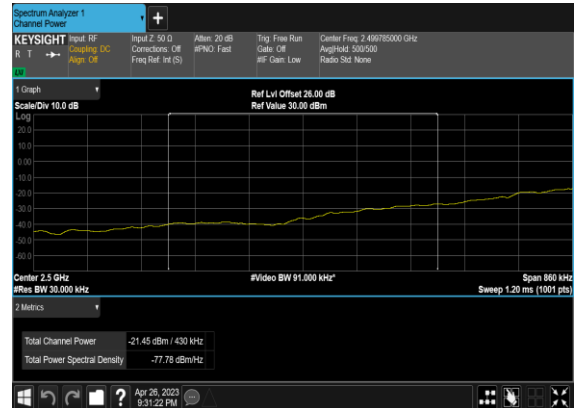 Spectrum Analyzer 1
Channel Power
+
KEYSIGHT Input: RF Input Z: 50 Ω Atten: 20 dB Trig: Free Run Center Freq: 2.499785000 GHz
R T Coupling: DC Corrections: Off #PNO: Fast Gate: Off Avg|Hold: 500/500
Align: Off Freq Ref: Int (S) #IF Gain: Low Radio Std: None
1 Graph
Scale/Div 10.0 dB
Ref Lvl Offset 26.00 dB
Ref Value 30.00 dBm
Log
20.0
10.0
0.00
-10.0
-20.0
-30.0
-40.0
-50.0
-60.0
Center 2.5 GHz #Video BW 91.000 kHz* Span 860 kHz
#Res BW 30.000 kHz Sweep 1.20 ms (1001 pts)
2 Metrics
Total Channel Power -21.45 dBm / 430 kHz
Total Power Spectral Density -77.78 dBm/Hz
?
Apr 26, 2023
9:31:22 PM